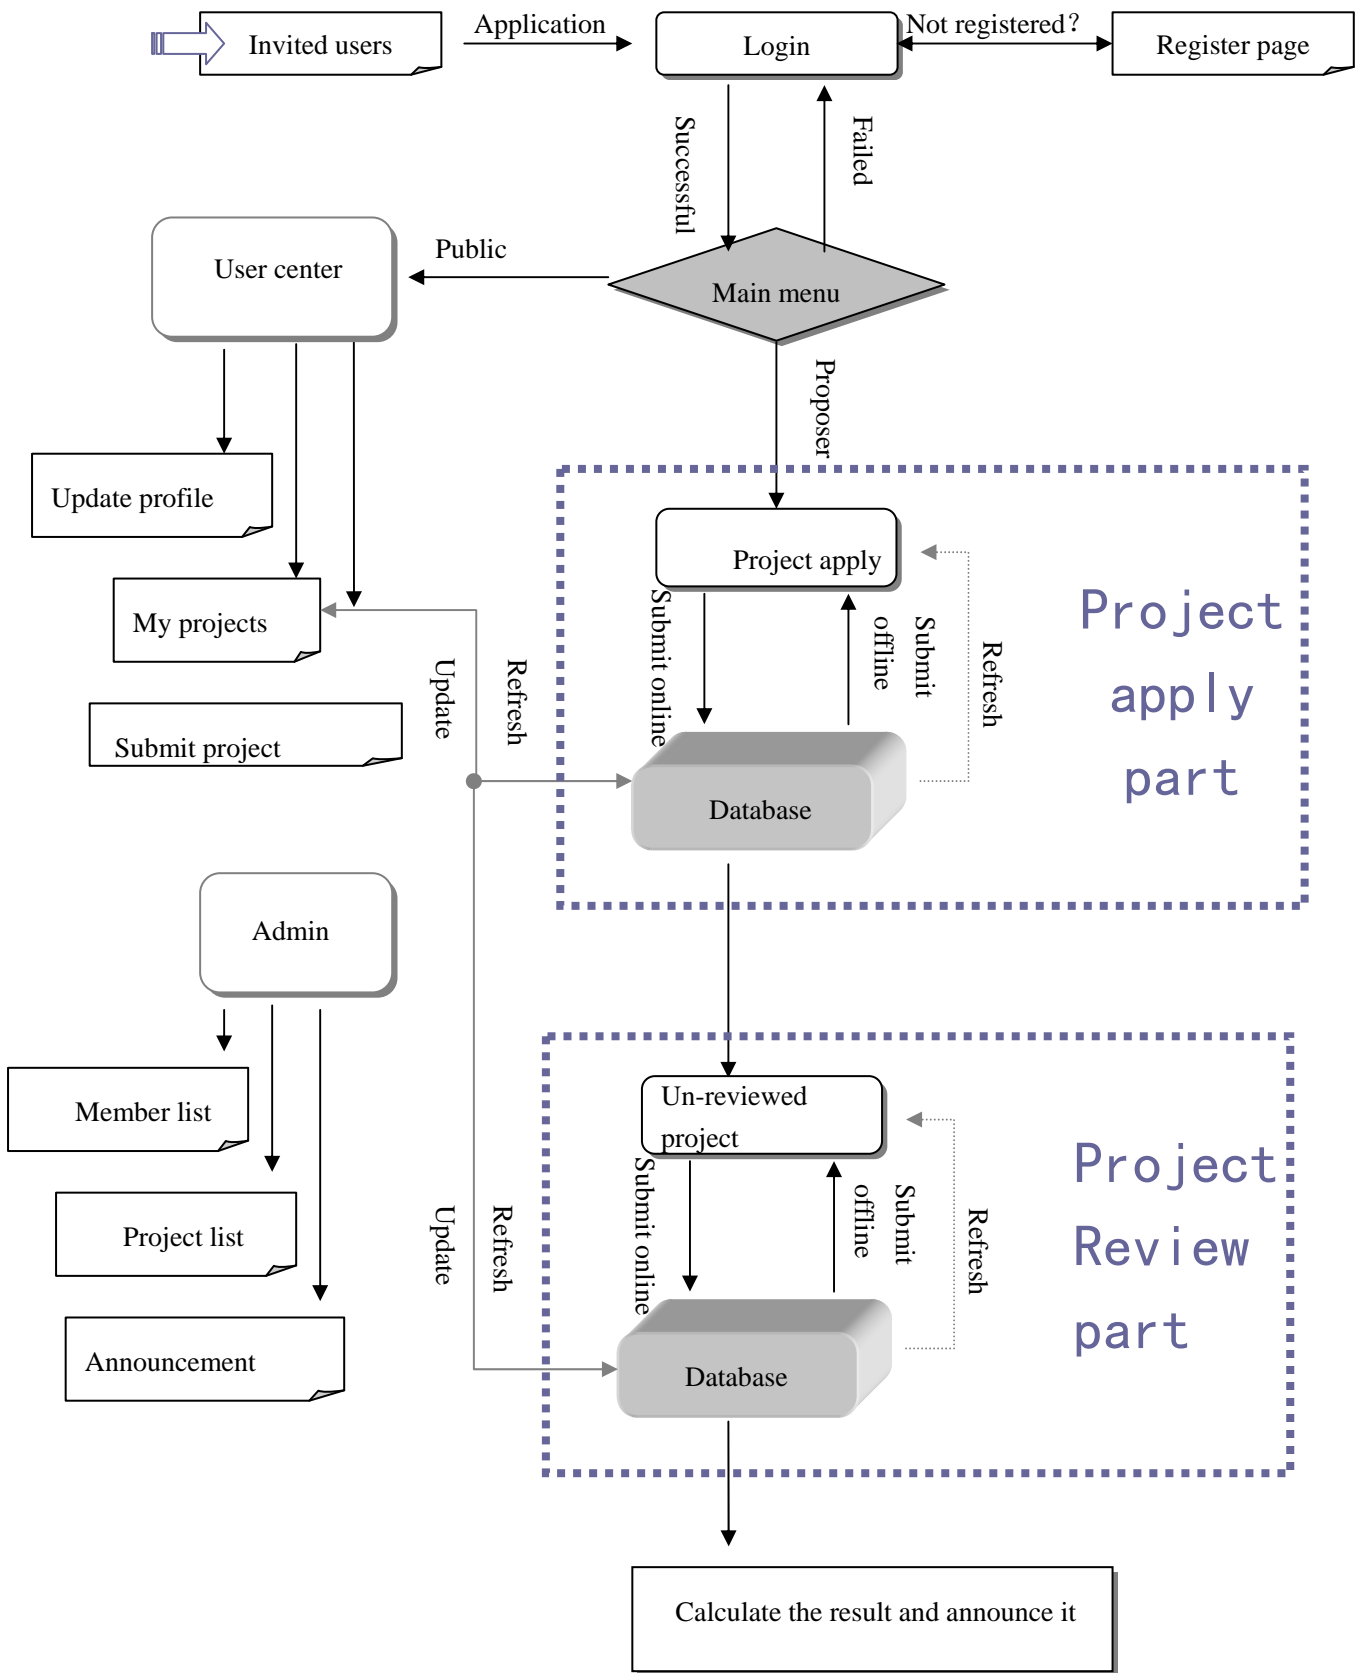 Invited users
Application
Login
Not registered?
Register page
Successful
Failed
User center
Public
Main menu
Proposer
Update profile
Project apply
My projects
Submit online
Submit
offline
Refresh
Project
apply
part
Update
Refresh
Submit project
Database
Admin
Member list
Un-reviewed
project
Project list
Update
Refresh
Submit online
Submit
offline
Refresh
Project
Review
part
Announcement
Database
Calculate the result and announce it